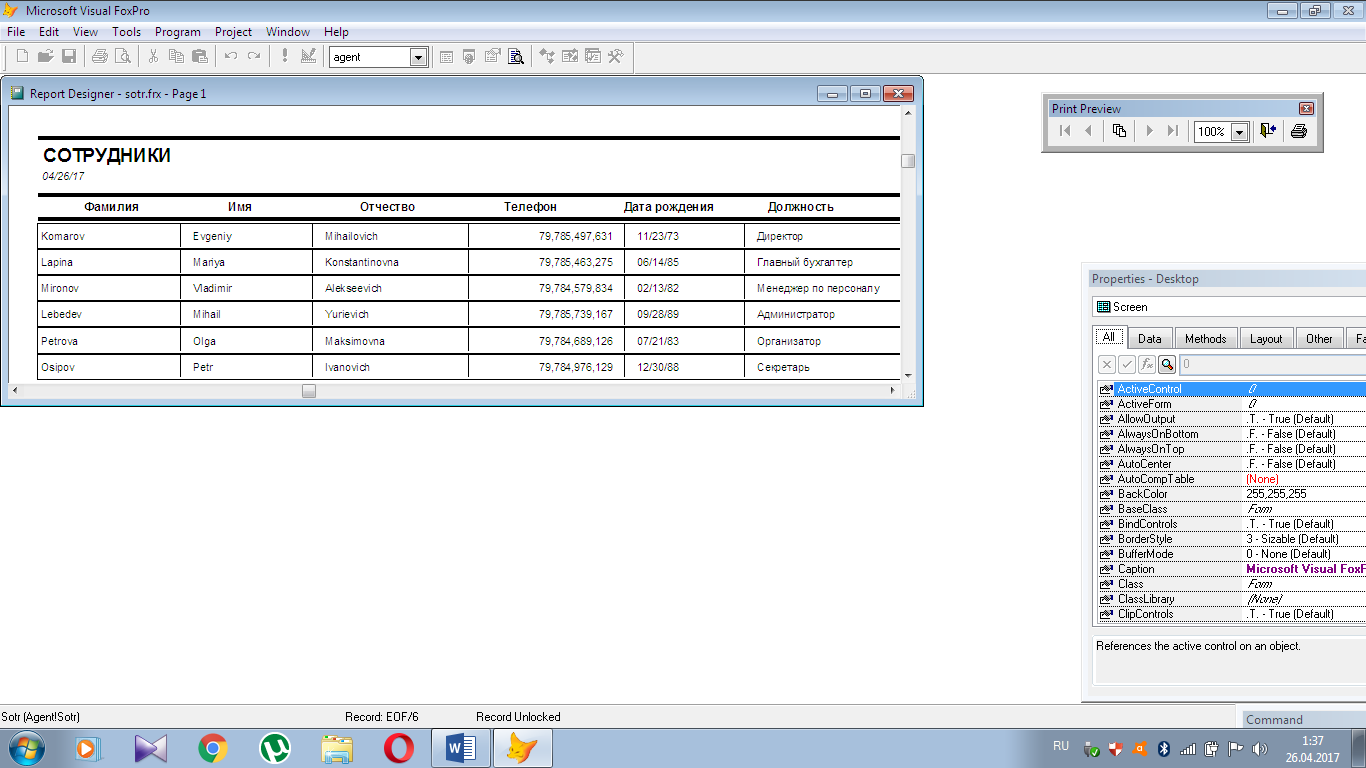 Microsoft Visual FoxPro
File Edit View Tools Program Project Window Help
agent
Report Designer - sotr.frx - Page 1
СОТРУДНИКИ
04/26/17
Фамилия Имя Отчество Телефон Дата рождения Должность
Komarov Evgeniy Mihailovich 79,785,497,631 11/23/73 Директор
Lapina Mariya Konstantinovna 79,785,463,275 06/14/85 Главный бухгалтер
Mironov Vladimir Alekseevich 79,784,579,834 02/13/82 Менеджер по персоналу
Lebedev Mihail Yurievich 79,785,739,167 09/28/89 Администратор
Petrova Olga Maksimovna 79,784,689,126 07/21/83 Организатор
Osipov Petr Ivanovich 79,784,976,129 12/30/88 Секретарь
Print Preview
100%
Properties - Desktop
Screen
All Data Methods Layout Other Fa
0
ActiveControl 0
ActiveForm 0
AllowOutput .T. - True (Default)
AlwaysOnBottom .F. - False (Default)
AlwaysOnTop .F. - False (Default)
AutoCenter .F. - False (Default)
AutoCompTable (None)
BackColor 255,255,255
BaseClass Form
BindControls .T. - True (Default)
BorderStyle 3 - Sizable (Default)
BufferMode 0 - None (Default)
Caption Microsoft Visual FoxP
Class Form
ClassLibrary (None)
ClipControls .T. - True (Default)
References the active control on an object.
Sotr (Agent!Sotr) Record: EOF/6 Record Unlocked
Command
RU
1:37
26.04.2017